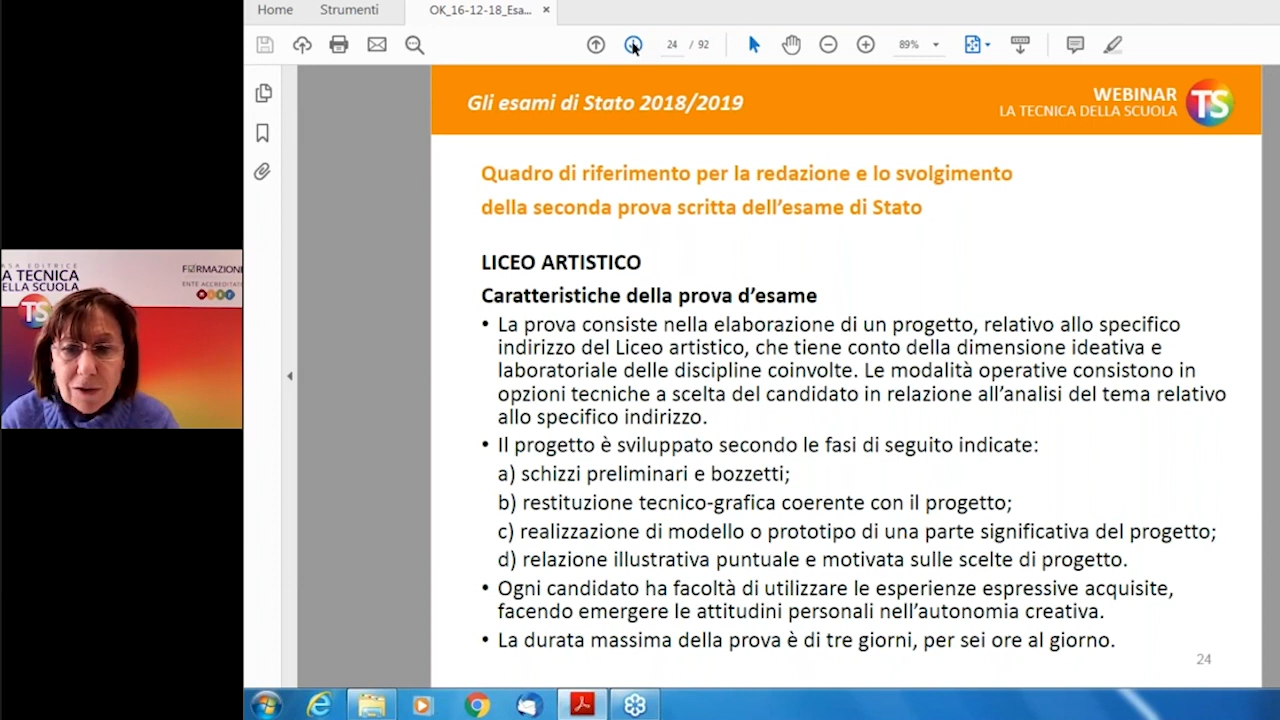 Home Strumenti OK_16-12-18_Esa... ×
24 / 92 89%
Gli esami di Stato 2018/2019
WEBINAR
LA TECNICA DELLA SCUOLA
TS
Quadro di riferimento per la redazione e lo svolgimento
della seconda prova scritta dell'esame di Stato
LICEO ARTISTICO
Caratteristiche della prova d'esame
• La prova consiste nella elaborazione di un progetto, relativo allo specifico
indirizzo del Liceo artistico, che tiene conto della dimensione ideativa e
laboratoriale delle discipline coinvolte. Le modalità operative consistono in
opzioni tecniche a scelta del candidato in relazione all'analisi del tema relativo
allo specifico indirizzo.
• Il progetto è sviluppato secondo le fasi di seguito indicate:
a) schizzi preliminari e bozzetti;
b) restituzione tecnico-grafica coerente con il progetto;
c) realizzazione di modello o prototipo di una parte significativa del progetto;
d) relazione illustrativa puntuale e motivata sulle scelte di progetto.
• Ogni candidato ha facoltà di utilizzare le esperienze espressive acquisite,
facendo emergere le attitudini personali nell'autonomia creativa.
• La durata massima della prova è di tre giorni, per sei ore al giorno.
24
ASA EDITRICE
A TECNICA
ELLA SCUOLA
TS
FORMAZIONE